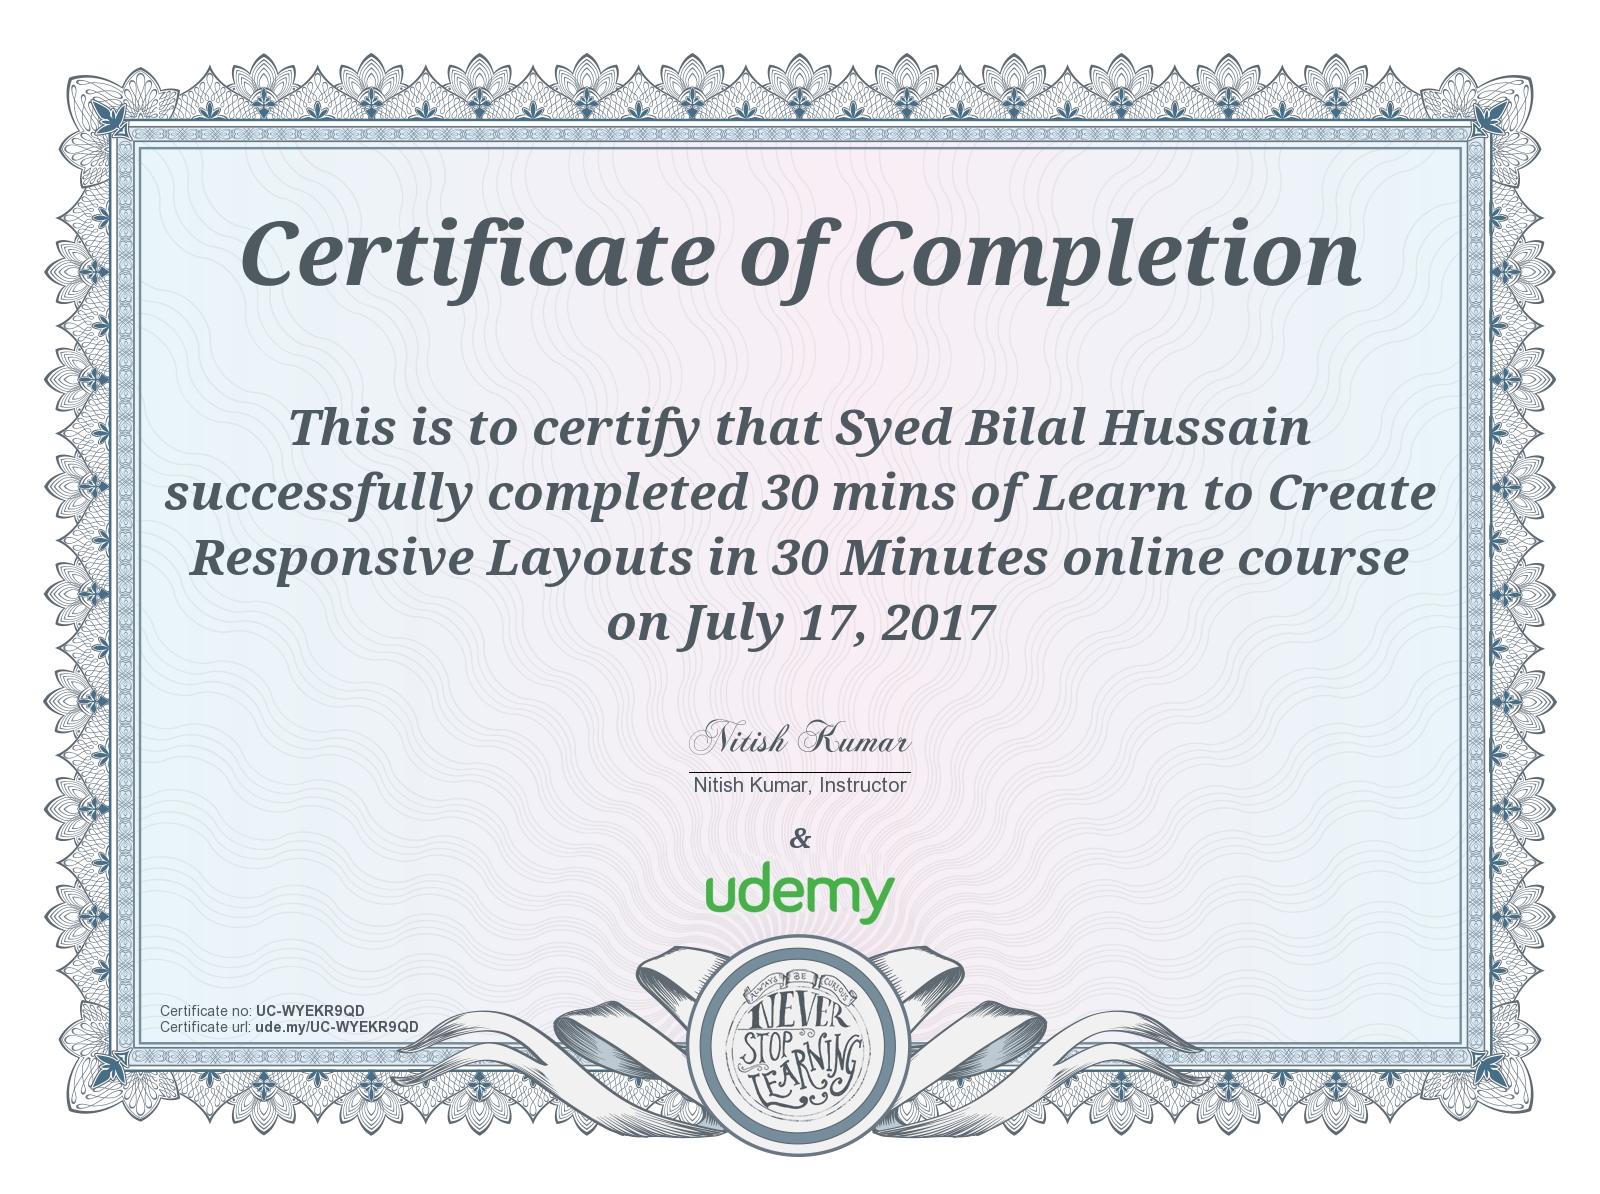 Certificate of Completion
This is to certify that Syed Bilal Hussain
successfully completed 30 mins of Learn to Create
Responsive Layouts in 30 Minutes online course
on July 17, 2017
Nitish Kumar
Nitish Kumar, Instructor
&
udemy
Certificate no: UC-WYEKR9QD
Certificate url: ude.my/UC-WYEKR9QD
ALWAYS BE CURIOUS
NEVER
STOP
LEARNING